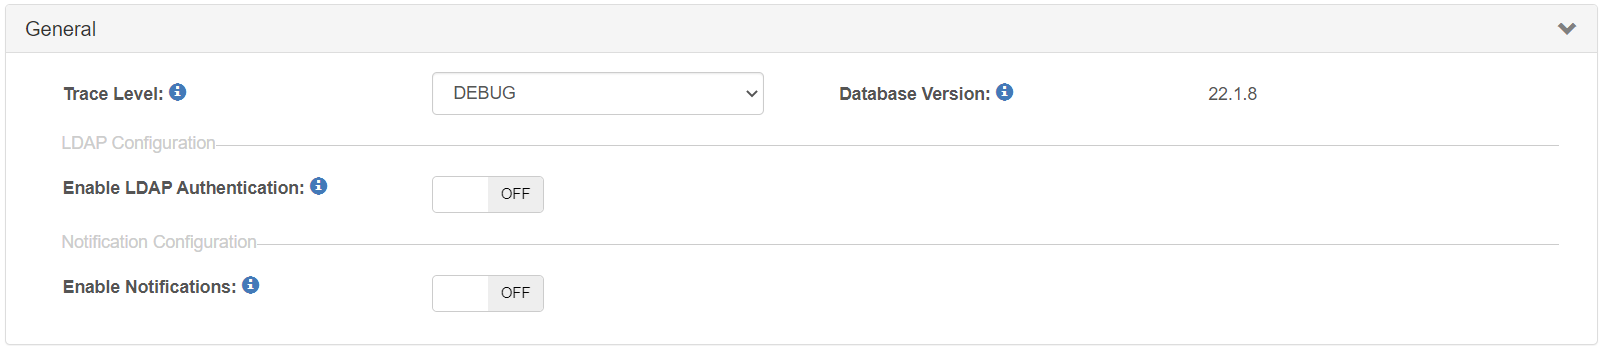 General
Trace Level: DEBUG Database Version: 22.1.8
LDAP Configuration
Enable LDAP Authentication: OFF
Notification Configuration
Enable Notifications: OFF